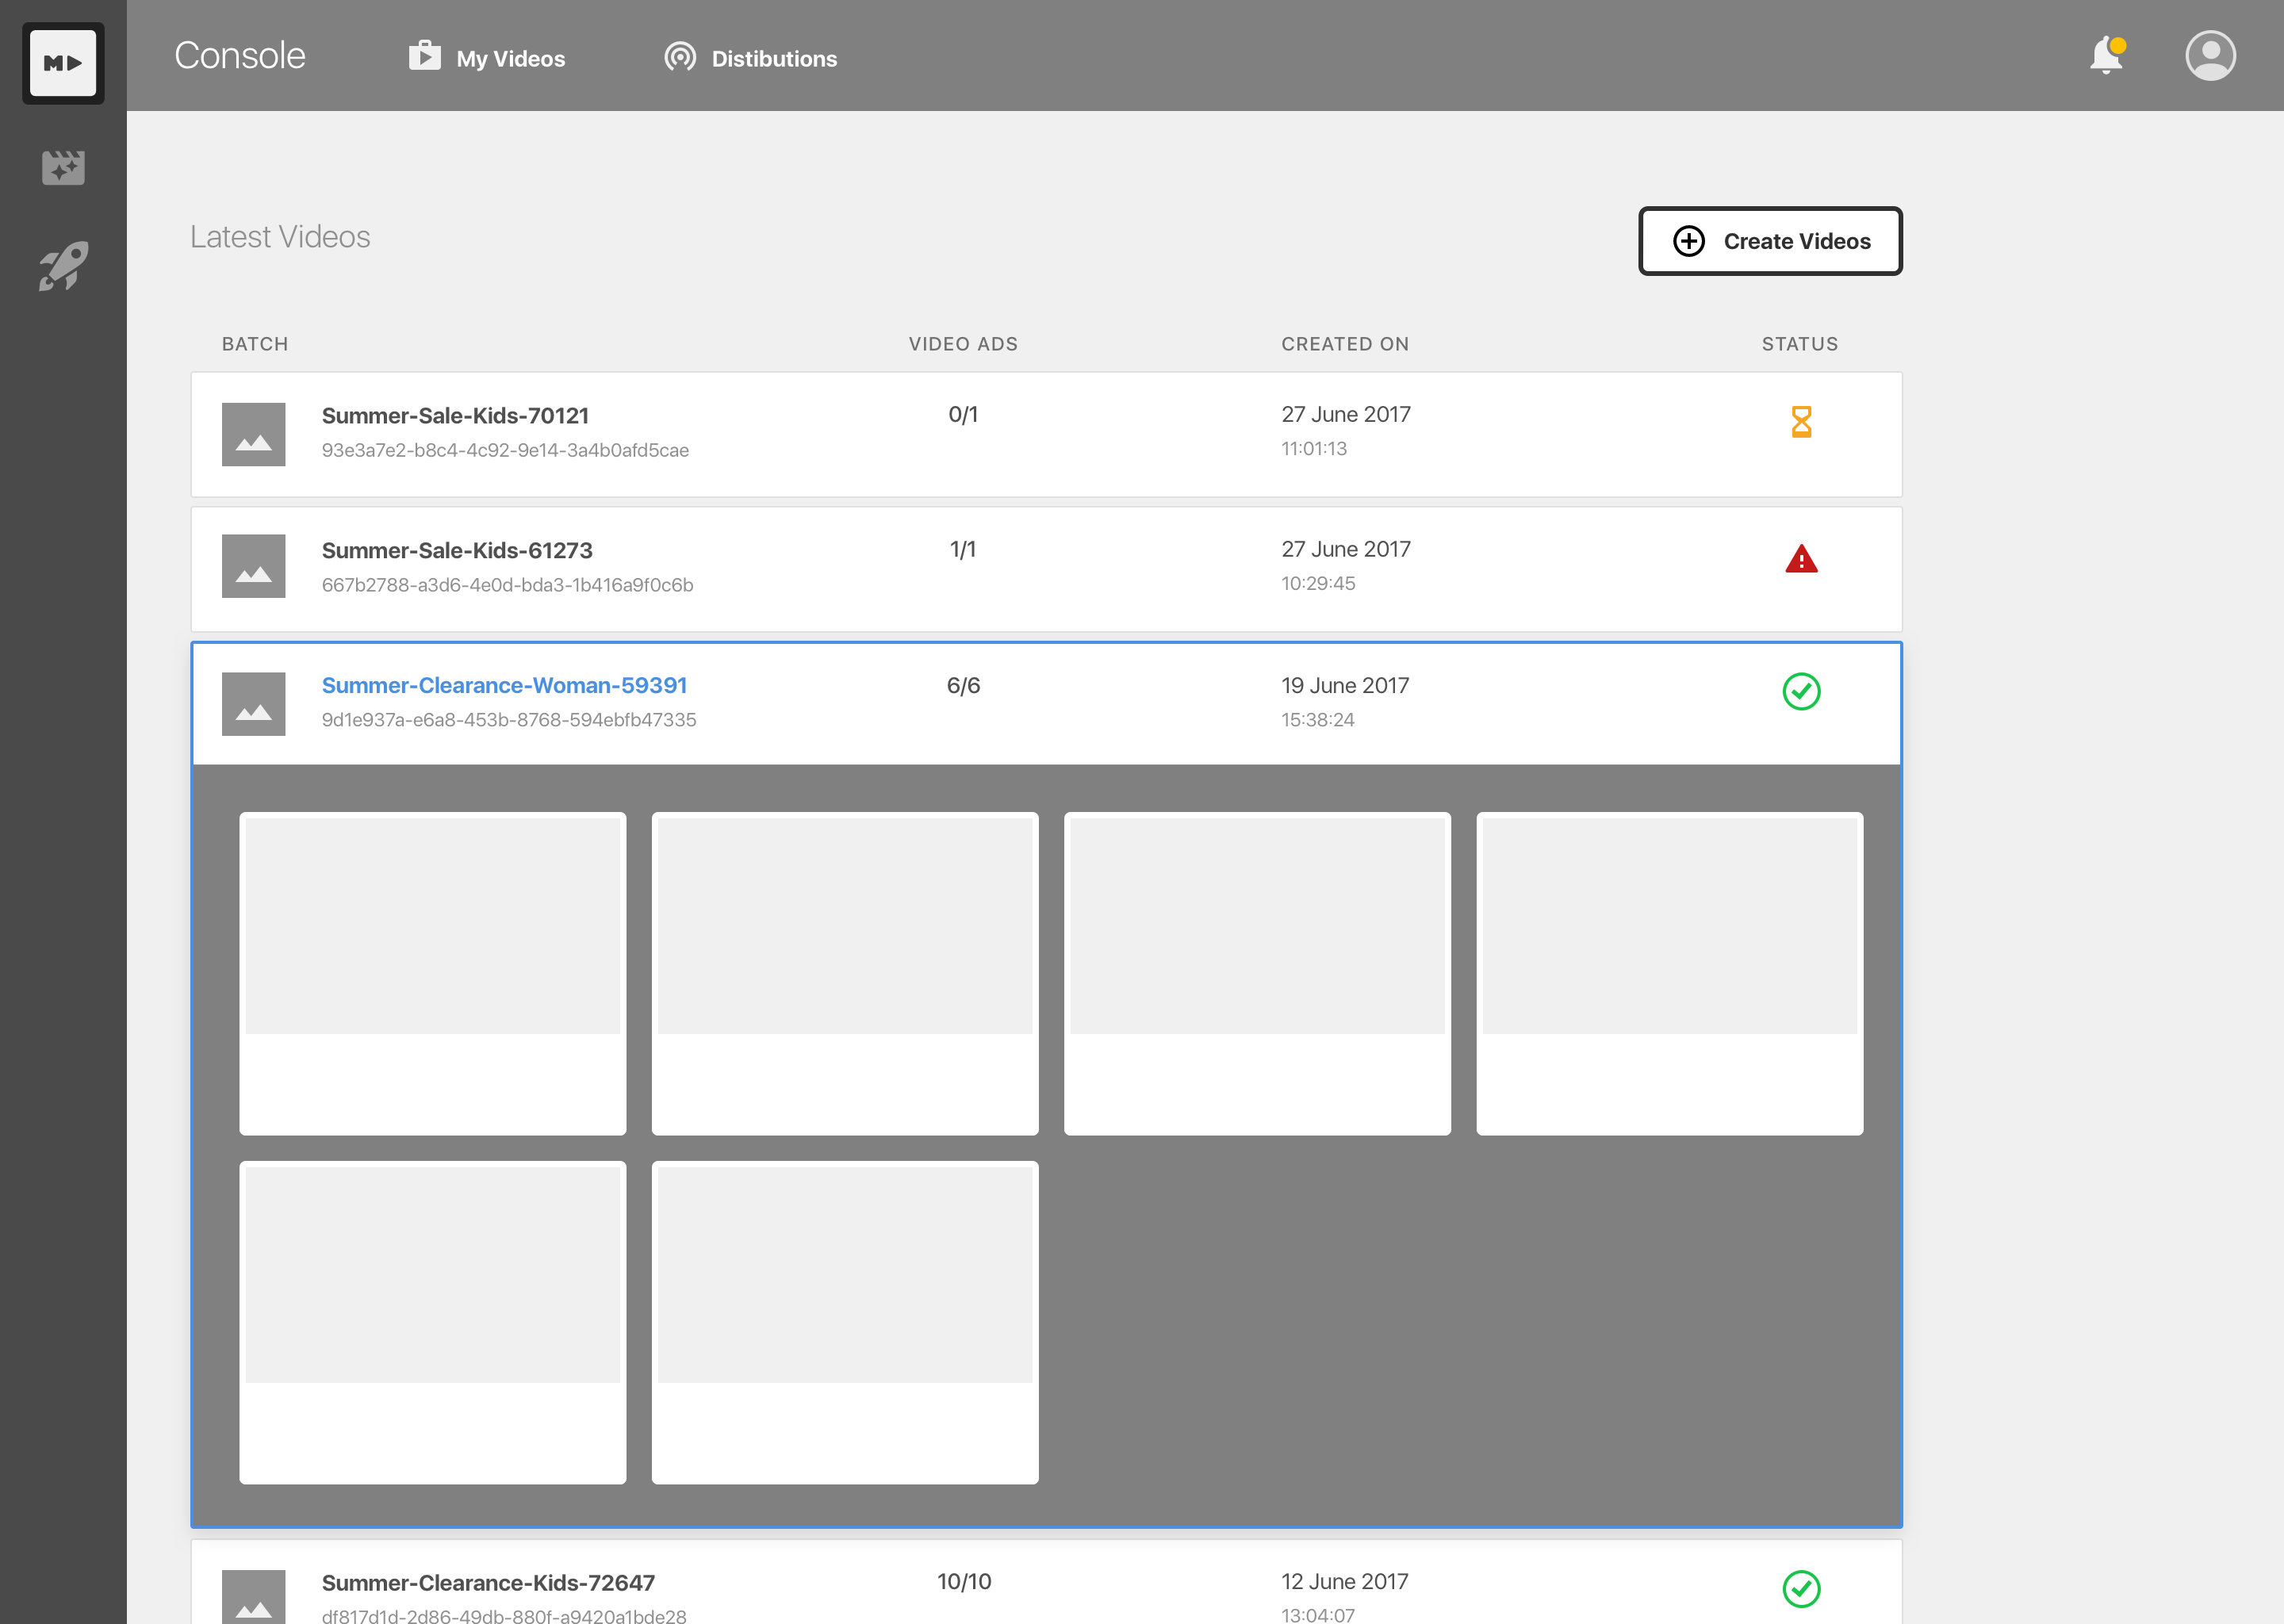 M
Console
My Videos
Distibutions
Latest Videos
Create Videos
BATCH
VIDEO ADS
CREATED ON
STATUS
Summer-Sale-Kids-70121
0/1
27 June 2017
93e3a7e2-b8c4-4c92-9e14-3a4b0afd5cae
11:01:13
Summer-Sale-Kids-61273
1/1
27 June 2017
667b2788-a3d6-4e0d-bda3-1b416a9f0c6b
10:29:45
Summer-Clearance-Woman-59391
6/6
19 June 2017
9d1e937a-e6a8-453b-8768-594ebfb47335
15:38:24
Summer-Clearance-Kids-72647
10/10
12 June 2017
df817d1d-2d86-49db-880f-a9420a1bde28
13:04:07